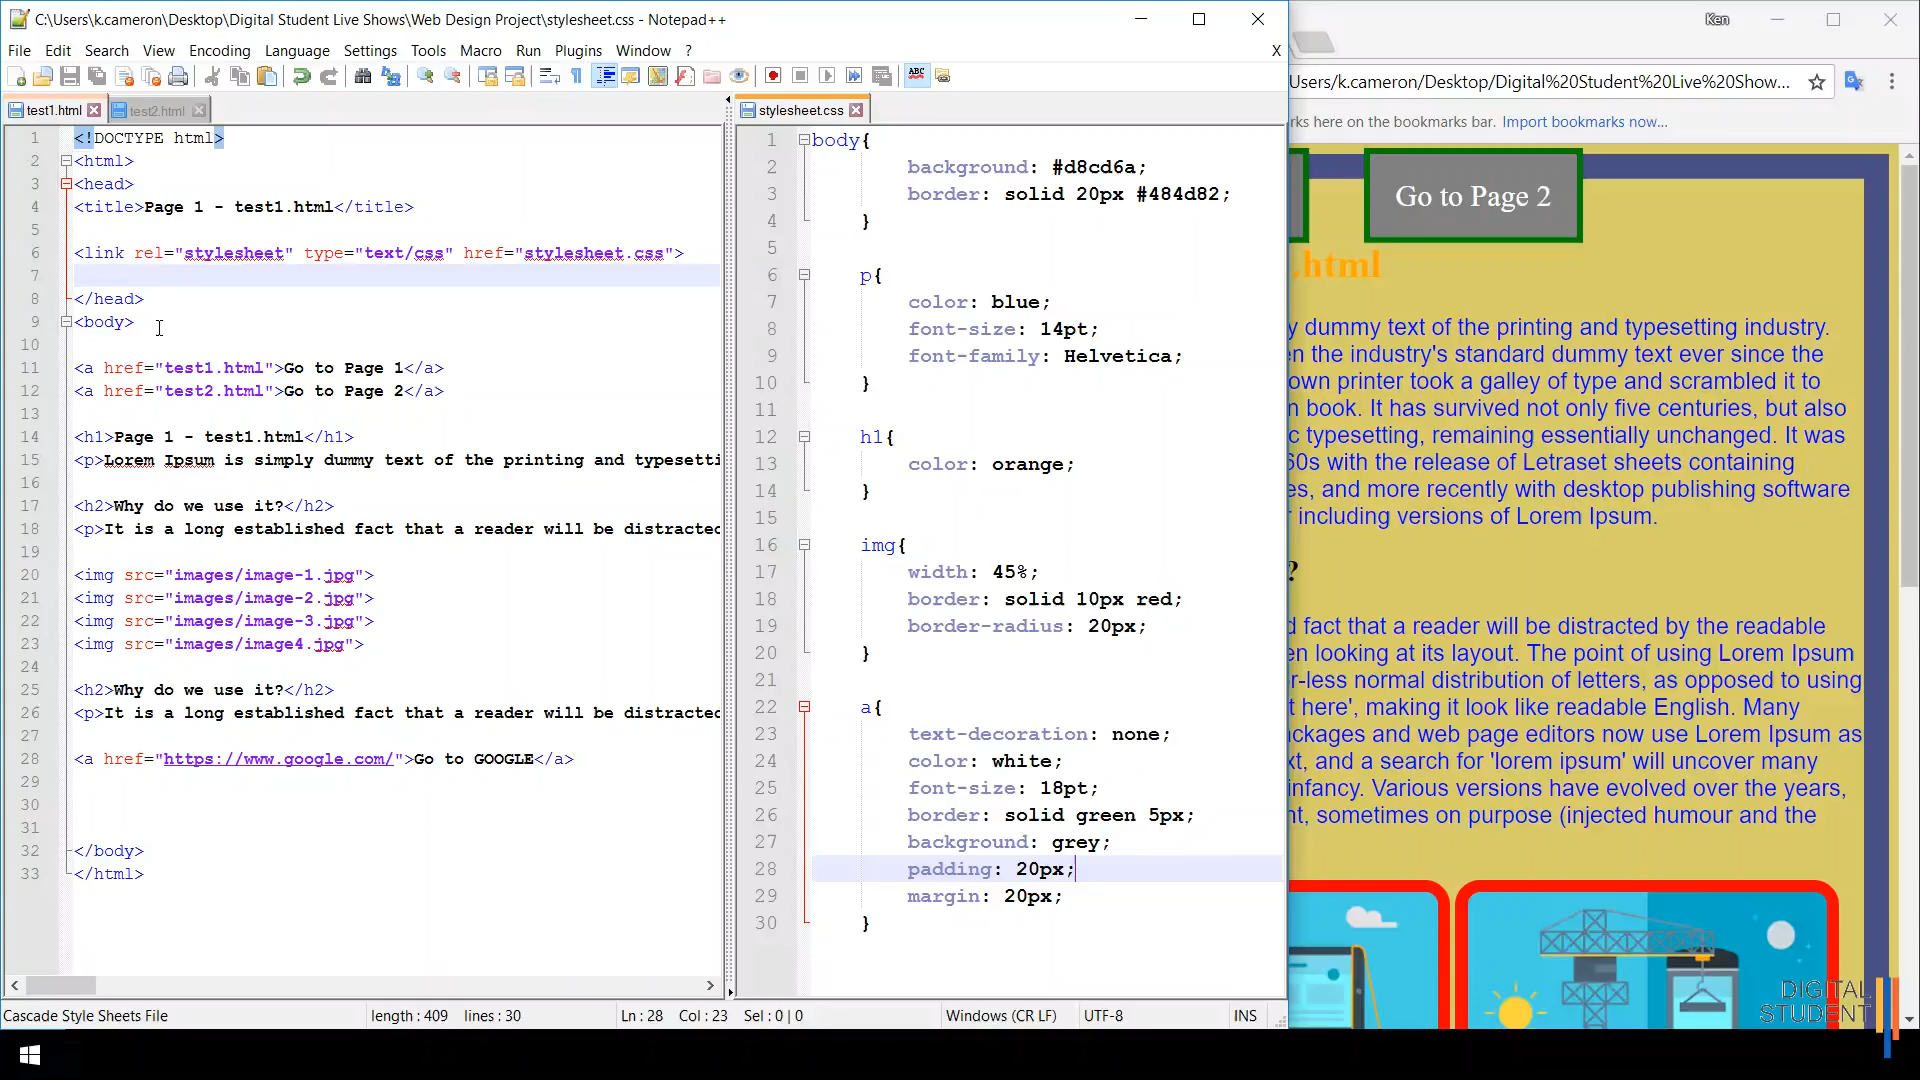 C:\Users\k.cameron\Desktop\Digital Student Live Shows\Web Design Project\stylesheet.css - Notepad++
File Edit Search View Encoding Language Settings Tools Macro Run Plugins Window ? X
ABC
test1.html test2.html
1 <!DOCTYPE html>
2 <html>
3 <head>
4 <title>Page 1 - test1.html</title>
5
6 <link rel="stylesheet" type="text/css" href="stylesheet.css">
7
8 </head>
9 <body>
10
11 <a href="test1.html">Go to Page 1</a>
12 <a href="test2.html">Go to Page 2</a>
13
14 <h1>Page 1 - test1.html</h1>
15 <p>Lorem Ipsum is simply dummy text of the printing and typesetti
16
17 <h2>Why do we use it?</h2>
18 <p>It is a long established fact that a reader will be distracted
19
20 <img src="images/image-1.jpg">
21 <img src="images/image-2.jpg">
22 <img src="images/image-3.jpg">
23 <img src="images/image4.jpg">
24
25 <h2>Why do we use it?</h2>
26 <p>It is a long established fact that a reader will be distracted
27
28 <a href="https://www.google.com/">Go to GOOGLE</a>
29
30
31
32 </body>
33 </html>
stylesheet.css
1 body{
2 background: #d8cd6a;
3 border: solid 20px #484d82;
4 }
5
6 p{
7 color: blue;
8 font-size: 14pt;
9 font-family: Helvetica;
10 }
11
12 h1{
13 color: orange;
14 }
15
16 img{
17 width: 45%;
18 border: solid 10px red;
19 border-radius: 20px;
20 }
21
22 a{
23 text-decoration: none;
24 color: white;
25 font-size: 18pt;
26 border: solid green 5px;
27 background: grey;
28 padding: 20px;
29 margin: 20px;
30 }
Cascade Style Sheets File length : 409 lines : 30 Ln : 28 Col : 23 Sel : 0 | 0 Windows (CR LF) UTF-8 INS
Ken
Users/k.cameron/Desktop/Digital%20Student%20Live%20Show...
rks here on the bookmarks bar. Import bookmarks now...
Go to Page 2
.html
y dummy text of the printing and typesetting industry.
en the industry's standard dummy text ever since the
own printer took a galley of type and scrambled it to
n book. It has survived not only five centuries, but also
c typesetting, remaining essentially unchanged. It was
60s with the release of Letraset sheets containing
es, and more recently with desktop publishing software
r including versions of Lorem Ipsum.
?
d fact that a reader will be distracted by the readable
en looking at its layout. The point of using Lorem Ipsum
r-less normal distribution of letters, as opposed to using
t here', making it look like readable English. Many
ckages and web page editors now use Lorem Ipsum as
xt, and a search for 'lorem ipsum' will uncover many
infancy. Various versions have evolved over the years,
nt, sometimes on purpose (injected humour and the
DIGITAL
STUDENT